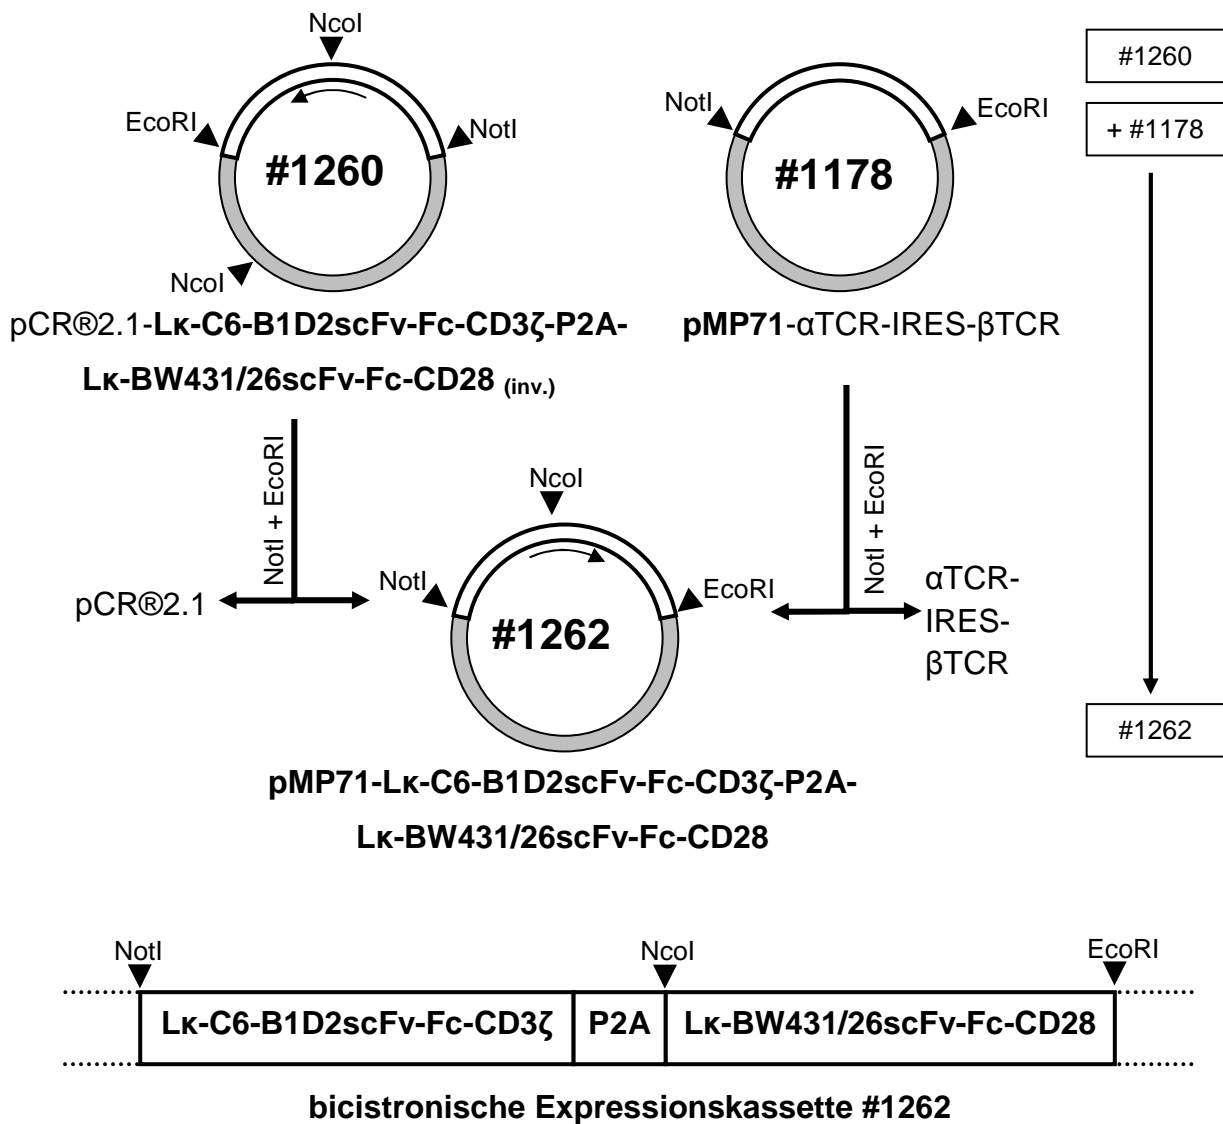 NcoI
EcoRI
NotI
#1260
NcoI
pCR®2.1-Lκ-C6-B1D2scFv-Fc-CD3ζ-P2A-
Lκ-BW431/26scFv-Fc-CD28 (inv.)
NotI
EcoRI
#1178
pMP71-αTCR-IRES-βTCR
#1260
+ #1178
NotI + EcoRI
pCR®2.1
NcoI
NotI
EcoRI
#1262
NotI + EcoRI
αTCR-
IRES-
βTCR
#1262
pMP71-Lκ-C6-B1D2scFv-Fc-CD3ζ-P2A-
Lκ-BW431/26scFv-Fc-CD28
NotI
NcoI
EcoRI
Lκ-C6-B1D2scFv-Fc-CD3ζ
P2A
Lκ-BW431/26scFv-Fc-CD28
bicistronische Expressionskassette #1262